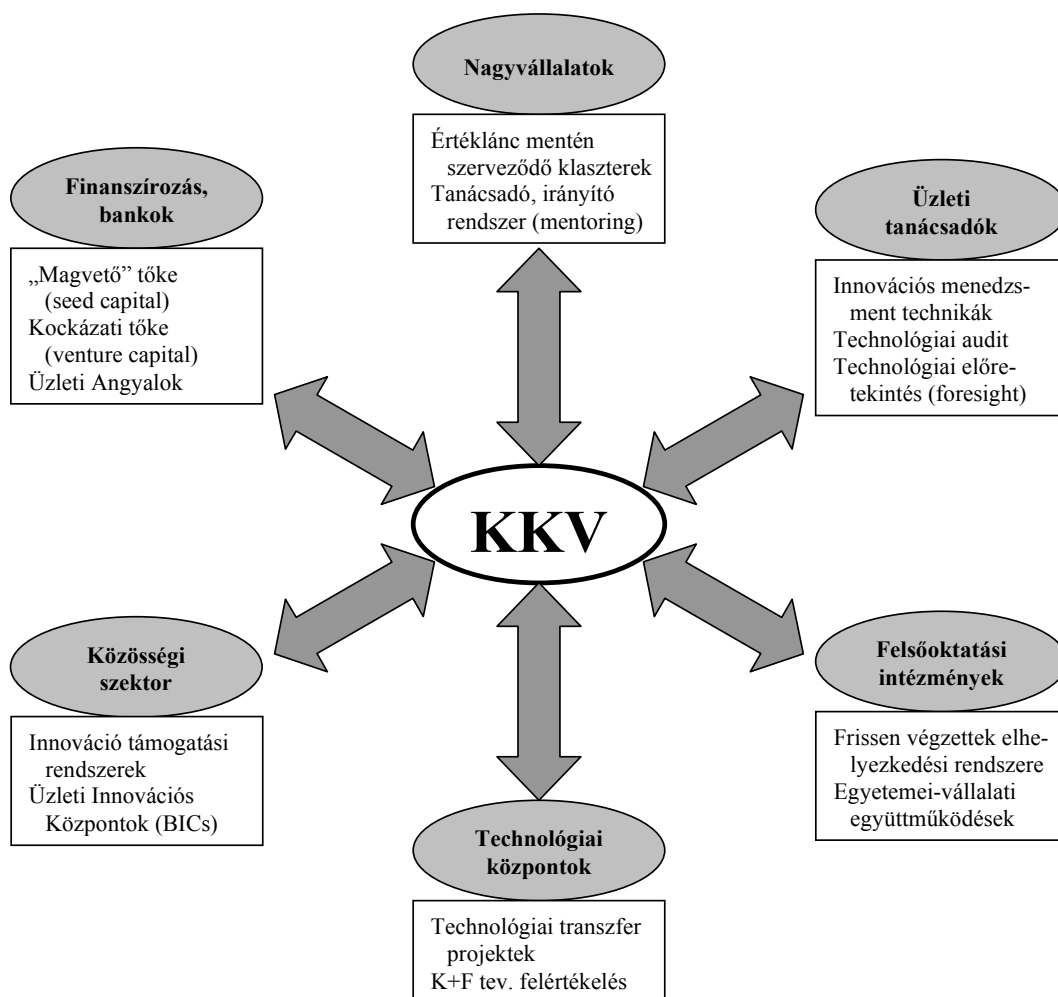 Nagyvállalatok
Értéklánc mentén
szerveződő klaszterek
Tanácsadó, irányító
rendszer (mentoring)
Finanszírozás,
bankok
„Magvető” tőke
(seed capital)
Kockázati tőke
(venture capital)
Üzleti Angyalok
Üzleti
tanácsadók
Innovációs menedzs-
ment technikák
Technológiai audit
Technológiai előre-
tekintés (foresight)
KKV
Közösségi
szektor
Innováció támogatási
rendszerek
Üzleti Innovációs
Központok (BICs)
Felsőoktatási
intézmények
Frissen végzettek elhe-
lyezkedési rendszere
Egyetemei-vállalati
együttműködések
Technológiai
központok
Technológiai transzfer
projektek
K+F tev. felértékelés